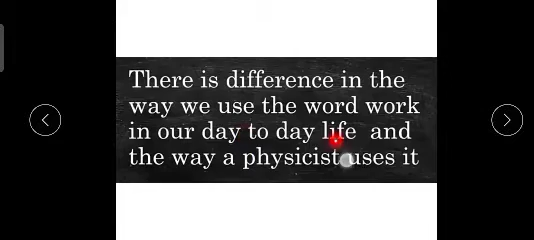 There is difference in the
way we use the word work
in our day to day life and
the way a physicist uses it